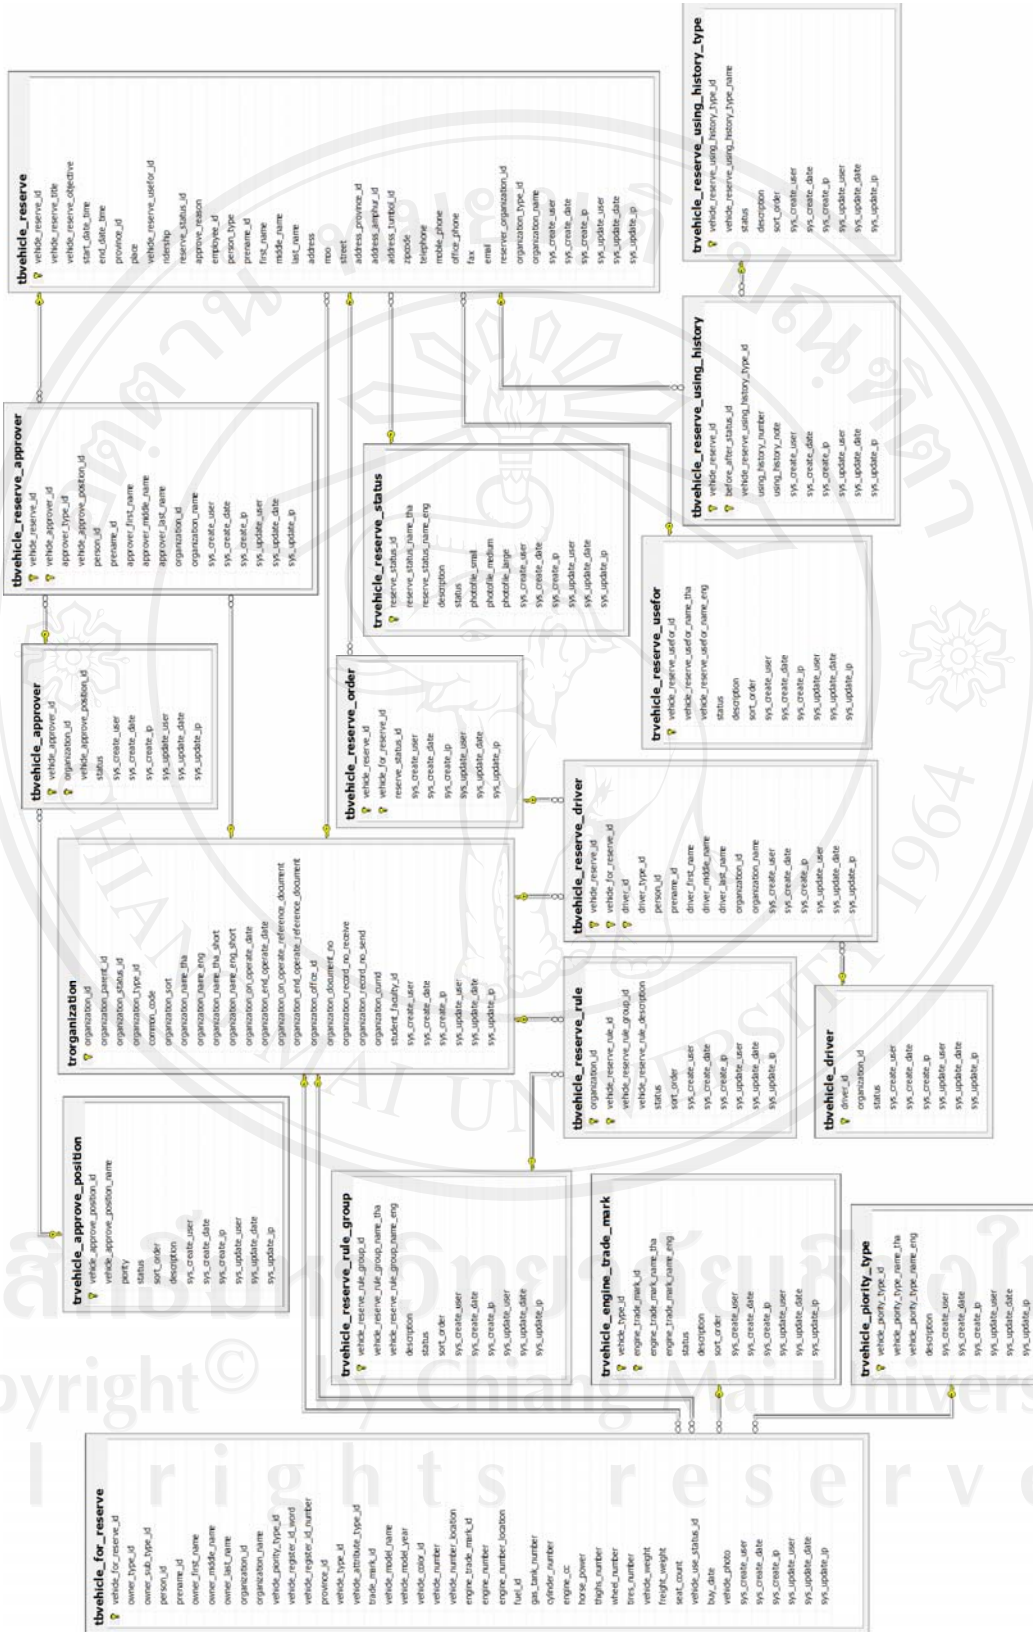 tbvehicle_for_reserve
vehicle_for_reserve_id
owner_type_id
owner_sub_type_id
person_id
prename_id
owner_first_name
owner_middle_name
owner_last_name
organization_id
organization_name
vehicle_piority_type_id
vehicle_register_id_word
vehicle_register_id_number
province_id
vehicle_type_id
vehicle_attribute_type_id
trade_mark_id
vehicle_model_name
vehicle_model_year
vehicle_color_id
vehicle_number
vehicle_number_location
engine_trade_mark_id
engine_number
engine_number_location
fuel_id
gas_tank_number
cylinder_number
engine_cc
horse_power
thighs_number
wheel_number
tires_number
vehicle_weight
freight_weight
seat_count
vehicle_use_status_id
buy_date
vehicle_photo
sys_create_user
sys_create_date
sys_create_ip
sys_update_user
sys_update_date
sys_update_ip
trvehicle_approve_position
vehicle_approve_position_id
vehicle_approve_position_name
piority
status
sort_order
description
sys_create_user
sys_create_date
sys_create_ip
sys_update_user
sys_update_date
sys_update_ip
trorganization
organization_id
organization_parent_id
organization_status_id
organization_type_id
common_code
organization_sort
organization_name_tha
organization_name_eng
organization_name_tha_short
organization_name_eng_short
organization_on_operate_date
organization_end_operate_date
organization_on_operate_reference_document
organization_end_operate_reference_document
organization_office_id
organization_document_no
organization_record_no_receive
organization_record_no_send
student_faculty_id
sys_create_user
sys_create_date
sys_create_ip
sys_update_user
sys_update_date
sys_update_ip
tbvehicle_approver
vehicle_approver_id
organization_id
vehicle_approve_position_id
status
sys_create_user
sys_create_date
sys_create_ip
sys_update_user
sys_update_date
sys_update_ip
tbvehicle_reserve_approver
vehicle_reserve_id
vehicle_approver_id
approver_type_id
vehicle_approve_position_id
person_id
prename_id
approver_first_name
approver_middle_name
approver_last_name
organization_id
organization_name
sys_create_user
sys_create_date
sys_create_ip
sys_update_user
sys_update_date
sys_update_ip
tbvehicle_reserve
vehicle_reserve_id
vehicle_reserve_title
vehicle_reserve_objective
start_date_time
end_date_time
province_id
place
vehicle_reserve_usefor_id
ridership
reserve_status_id
approve_reason
employee_id
person_type
prename_id
first_name
middle_name
last_name
address
moo
street
address_province_id
address_amphur_id
address_tumbol_id
zipcode
telephone
mobile_phone
office_phone
fax
email
reserver_organization_id
organization_type_id
organization_name
sys_create_user
sys_create_date
sys_create_ip
sys_update_user
sys_update_date
sys_update_ip
trvehicle_reserve_rule_group
vehicle_reserve_rule_group_id
vehicle_reserve_rule_group_name_tha
vehicle_reserve_rule_group_name_eng
description
status
sort_order
sys_create_user
sys_create_date
sys_create_ip
sys_update_user
sys_update_date
sys_update_ip
tbvehicle_reserve_order
vehicle_reserve_id
vehicle_for_reserve_id
reserve_status_id
sys_create_user
sys_create_date
sys_create_ip
sys_update_user
sys_update_date
sys_update_ip
trvehicle_reserve_status
reserve_status_id
reserve_status_name_tha
reserve_status_name_eng
description
status
photofile_small
photofile_medium
photofile_large
sys_create_user
sys_create_date
sys_create_ip
sys_update_user
sys_update_date
sys_update_ip
trvehicle_engine_trade_mark
vehicle_type_id
engine_trade_mark_id
engine_trade_mark_name_tha
engine_trade_mark_name_eng
status
description
sort_order
sys_create_user
sys_create_date
sys_create_ip
sys_update_user
sys_update_date
sys_update_ip
tbvehicle_reserve_rule
organization_id
vehicle_reserve_rule_id
vehicle_reserve_rule_group_id
vehicle_reserve_rule_description
status
sort_order
sys_create_user
sys_create_date
sys_create_ip
sys_update_user
sys_update_date
sys_update_ip
tbvehicle_reserve_driver
vehicle_reserve_id
vehicle_for_reserve_id
driver_id
driver_type_id
person_id
prename_id
driver_first_name
driver_middle_name
driver_last_name
organization_id
organization_name
sys_create_user
sys_create_date
sys_create_ip
sys_update_user
sys_update_date
sys_update_ip
trvehicle_reserve_usefor
vehicle_reserve_usefor_id
vehicle_reserve_usefor_name_tha
vehicle_reserve_usefor_name_eng
status
description
sort_order
sys_create_user
sys_create_date
sys_create_ip
sys_update_user
sys_update_date
sys_update_ip
tbvehicle_reserve_using_history
vehicle_reserve_id
before_after_status_id
vehicle_reserve_using_history_type_id
using_history_number
using_history_note
sys_create_user
sys_create_date
sys_create_ip
sys_update_user
sys_update_date
sys_update_ip
trvehicle_reserve_using_history_type
vehicle_reserve_using_history_type_id
vehicle_reserve_using_history_type_name
status
description
sort_order
sys_create_user
sys_create_date
sys_create_ip
sys_update_user
sys_update_date
sys_update_ip
trvehicle_piority_type
vehicle_piority_type_id
vehicle_piority_type_name_tha
vehicle_piority_type_name_eng
description
sys_create_user
sys_create_date
sys_create_ip
sys_update_user
sys_update_date
sys_update_ip
tbvehicle_driver
driver_id
organization_id
status
sys_create_user
sys_create_date
sys_create_ip
sys_update_user
sys_update_date
sys_update_ip
1964
opyright © by Chiang Mai Univers
l rights reserv